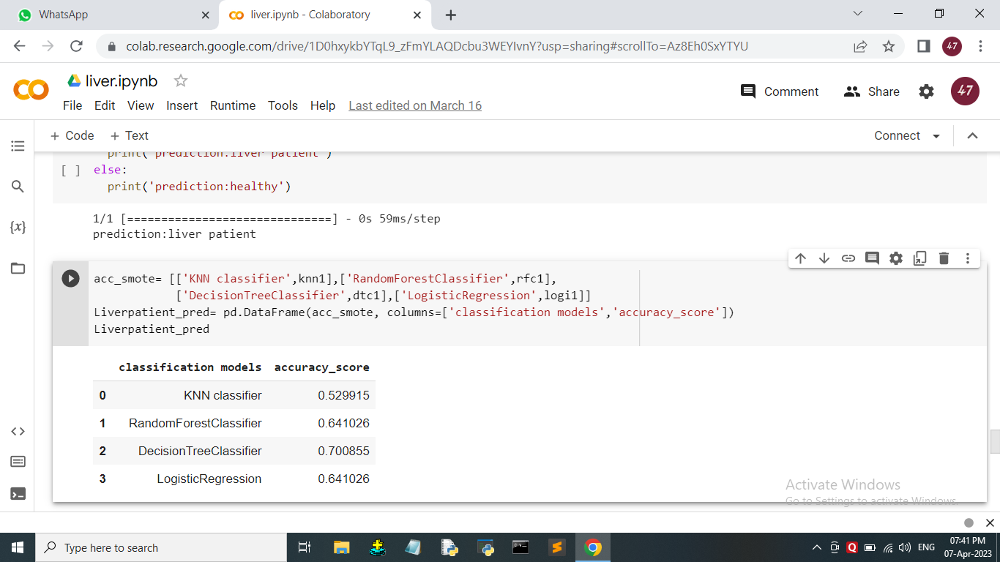 WhatsApp
liver.ipynb - Colaboratory
colab.research.google.com/drive/1D0hxykbYTqL9_zFmYLAQDcbu3WEYIvnY?usp=sharing#scrollTo=Az8Eh0SxYTYU
47
liver.ipynb
Comment
Share
47
File Edit View Insert Runtime Tools Help Last edited on March 16
+ Code + Text
Connect
print('prediction:liver patient')
[ ] else:
print('prediction:healthy')
1/1 [==============================] - 0s 59ms/step
prediction:liver patient
{x}
acc_smote= [['KNN classifier',knn1],['RandomForestClassifier',rfc1],
['DecisionTreeClassifier',dtc1],['LogisticRegression',logi1]]
Liverpatient_pred= pd.DataFrame(acc_smote, columns=['classification models','accuracy_score'])
Liverpatient_pred
classification models accuracy_score
0 KNN classifier 0.529915
1 RandomForestClassifier 0.641026
2 DecisionTreeClassifier 0.700855
3 LogisticRegression 0.641026
Activate Windows
Go to Settings to activate Windows.
Type here to search
ENG
07:41 PM
07-Apr-2023